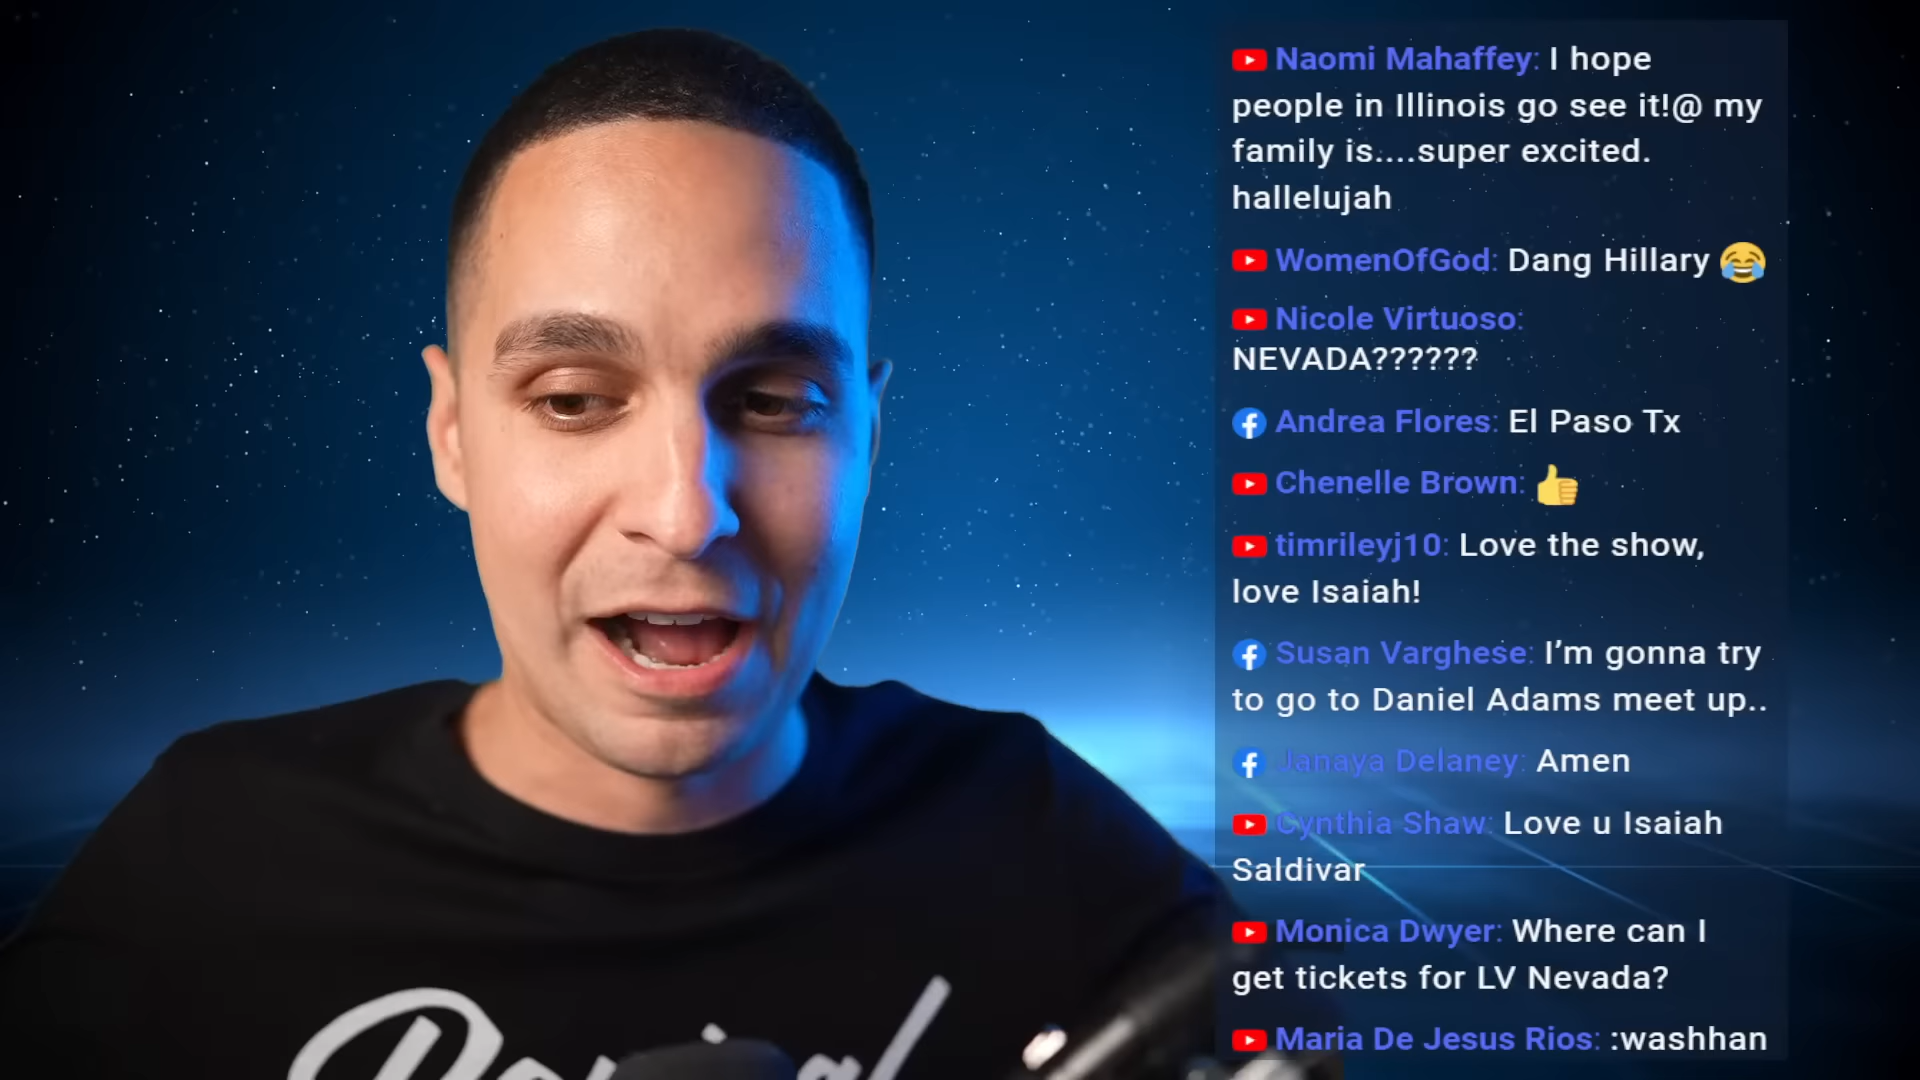 Naomi Mahaffey: I hope
people in Illinois go see it!@ my
family is....super excited.
hallelujah
WomenOfGod: Dang Hillary 😂
Nicole Virtuoso:
NEVADA??????
Andrea Flores: El Paso Tx
Chenelle Brown: 👍
timrileyj10: Love the show,
love Isaiah!
Susan Varghese: I’m gonna try
to go to Daniel Adams meet up..
Janaya Delaney: Amen
Cynthia Shaw: Love u Isaiah
Saldivar
Monica Dwyer: Where can I
get tickets for LV Nevada?
Maria De Jesus Rios: :washhan